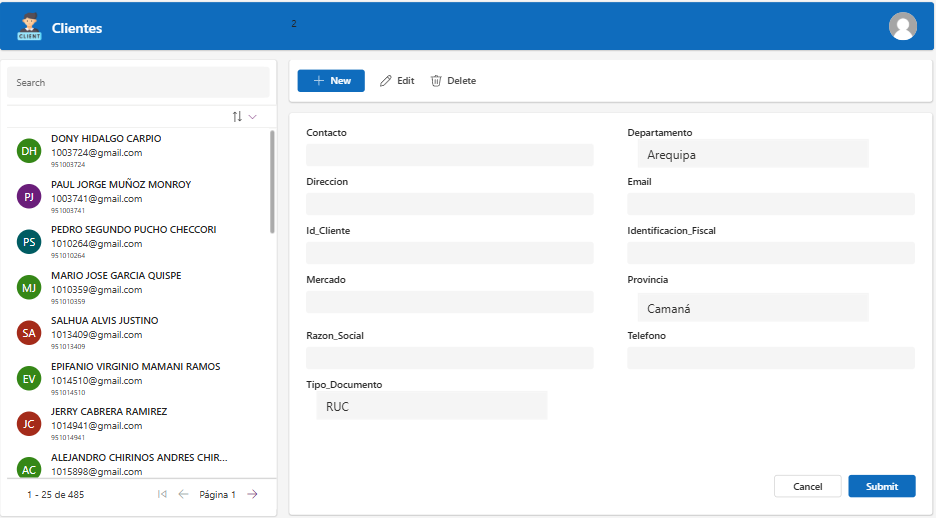 CLIENT
Clientes
2
Search
New
Edit
Delete
DH
DONY HIDALGO CARPIO
1003724@gmail.com
951003724
PJ
PAUL JORGE MUÑOZ MONROY
1003741@gmail.com
951003741
PS
PEDRO SEGUNDO PUCHO CHECCORI
1010264@gmail.com
951010264
MJ
MARIO JOSE GARCIA QUISPE
1010359@gmail.com
951010359
SA
SALHUA ALVIS JUSTINO
1013409@gmail.com
951013409
EV
EPIFANIO VIRGINIO MAMANI RAMOS
1014510@gmail.com
951014510
JC
JERRY CABRERA RAMIREZ
1014941@gmail.com
951014941
AC
ALEJANDRO CHIRINOS ANDRES CHIR...
1015898@gmail.com
1 - 25 de 485
Página 1
Contacto
Departamento
Arequipa
Direccion
Email
Id_Cliente
Identificacion_Fiscal
Mercado
Provincia
Camaná
Razon_Social
Telefono
Tipo_Documento
RUC
Cancel
Submit